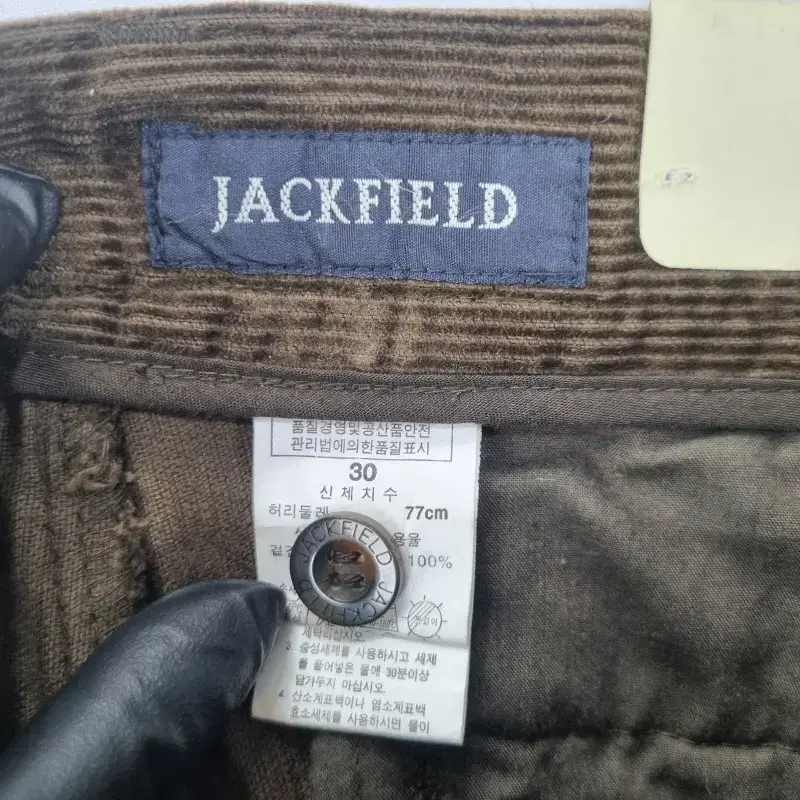 JACKFIELD
품질경영및공산품안전
관리법에의한품질표시
30
신체치수
허리둘레 77cm
용율
100%
JACKFIELD JACKFIELD
세탁하십시오.
3. 중성세제를 사용하시고 세제
를 풀어넣은 물에 30분이상
담가두지 마십시오.
4. 산소계표백이나 염소계표백
효소세제를 사용하시면 물이